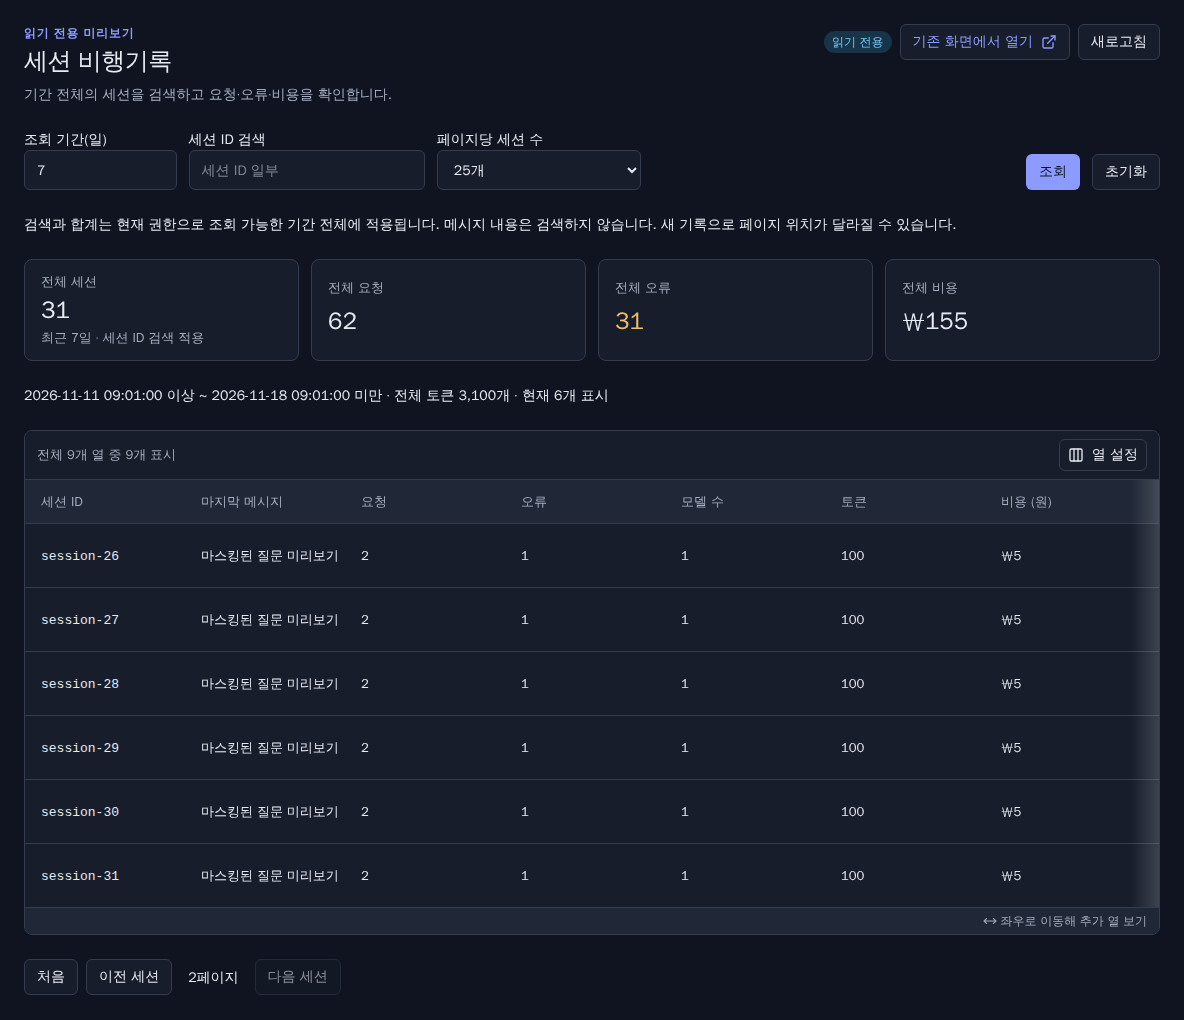 읽기 전용 미리보기
세션 비행기록
기간 전체의 세션을 검색하고 요청·오류·비용을 확인합니다.
읽기 전용
기존 화면에서 열기
새로고침
조회 기간(일)
7
세션 ID 검색
세션 ID 일부
페이지당 세션 수
25개
조회
초기화
검색과 합계는 현재 권한으로 조회 가능한 기간 전체에 적용됩니다. 메시지 내용은 검색하지 않습니다. 새 기록으로 페이지 위치가 달라질 수 있습니다.
전체 세션
31
최근 7일 · 세션 ID 검색 적용
전체 요청
62
전체 오류
31
전체 비용
₩155
2026-11-11 09:01:00 이상 ~ 2026-11-18 09:01:00 미만 · 전체 토큰 3,100개 · 현재 6개 표시
전체 9개 열 중 9개 표시
열 설정
세션 ID 마지막 메시지 요청 오류 모델 수 토큰 비용 (원)
session-26 마스킹된 질문 미리보기 2 1 1 100 ₩5
session-27 마스킹된 질문 미리보기 2 1 1 100 ₩5
session-28 마스킹된 질문 미리보기 2 1 1 100 ₩5
session-29 마스킹된 질문 미리보기 2 1 1 100 ₩5
session-30 마스킹된 질문 미리보기 2 1 1 100 ₩5
session-31 마스킹된 질문 미리보기 2 1 1 100 ₩5
↔ 좌우로 이동해 추가 열 보기
처음
이전 세션
2페이지
다음 세션